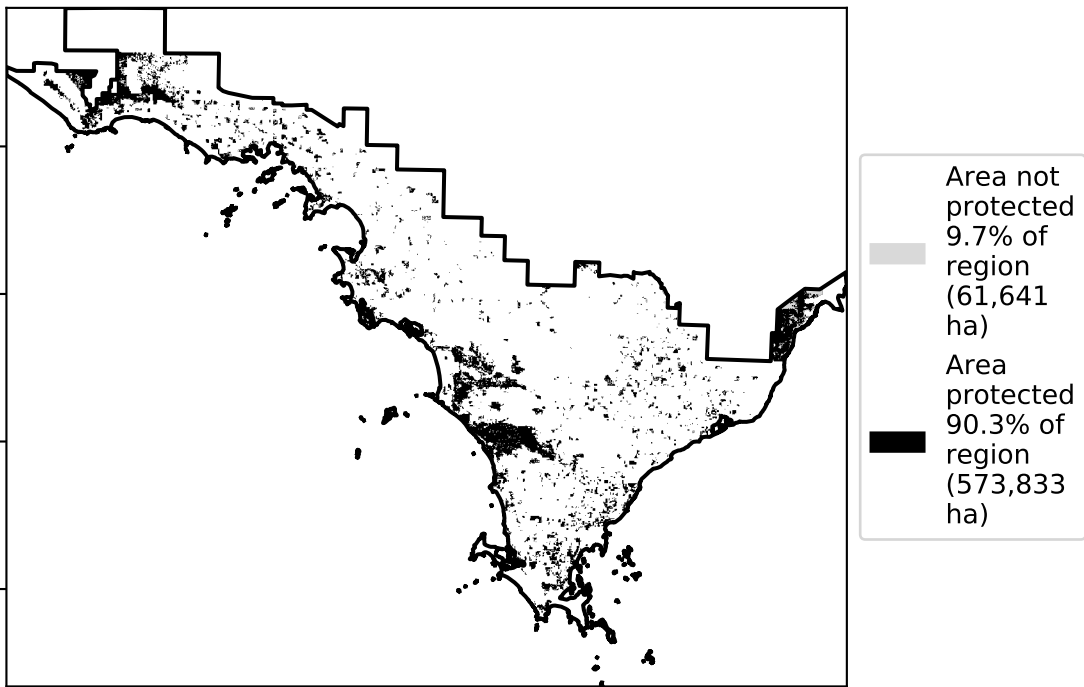 Area not
protected
9.7% of
region
(61,641
ha)
Area
protected
90.3% of
region
(573,833
ha)